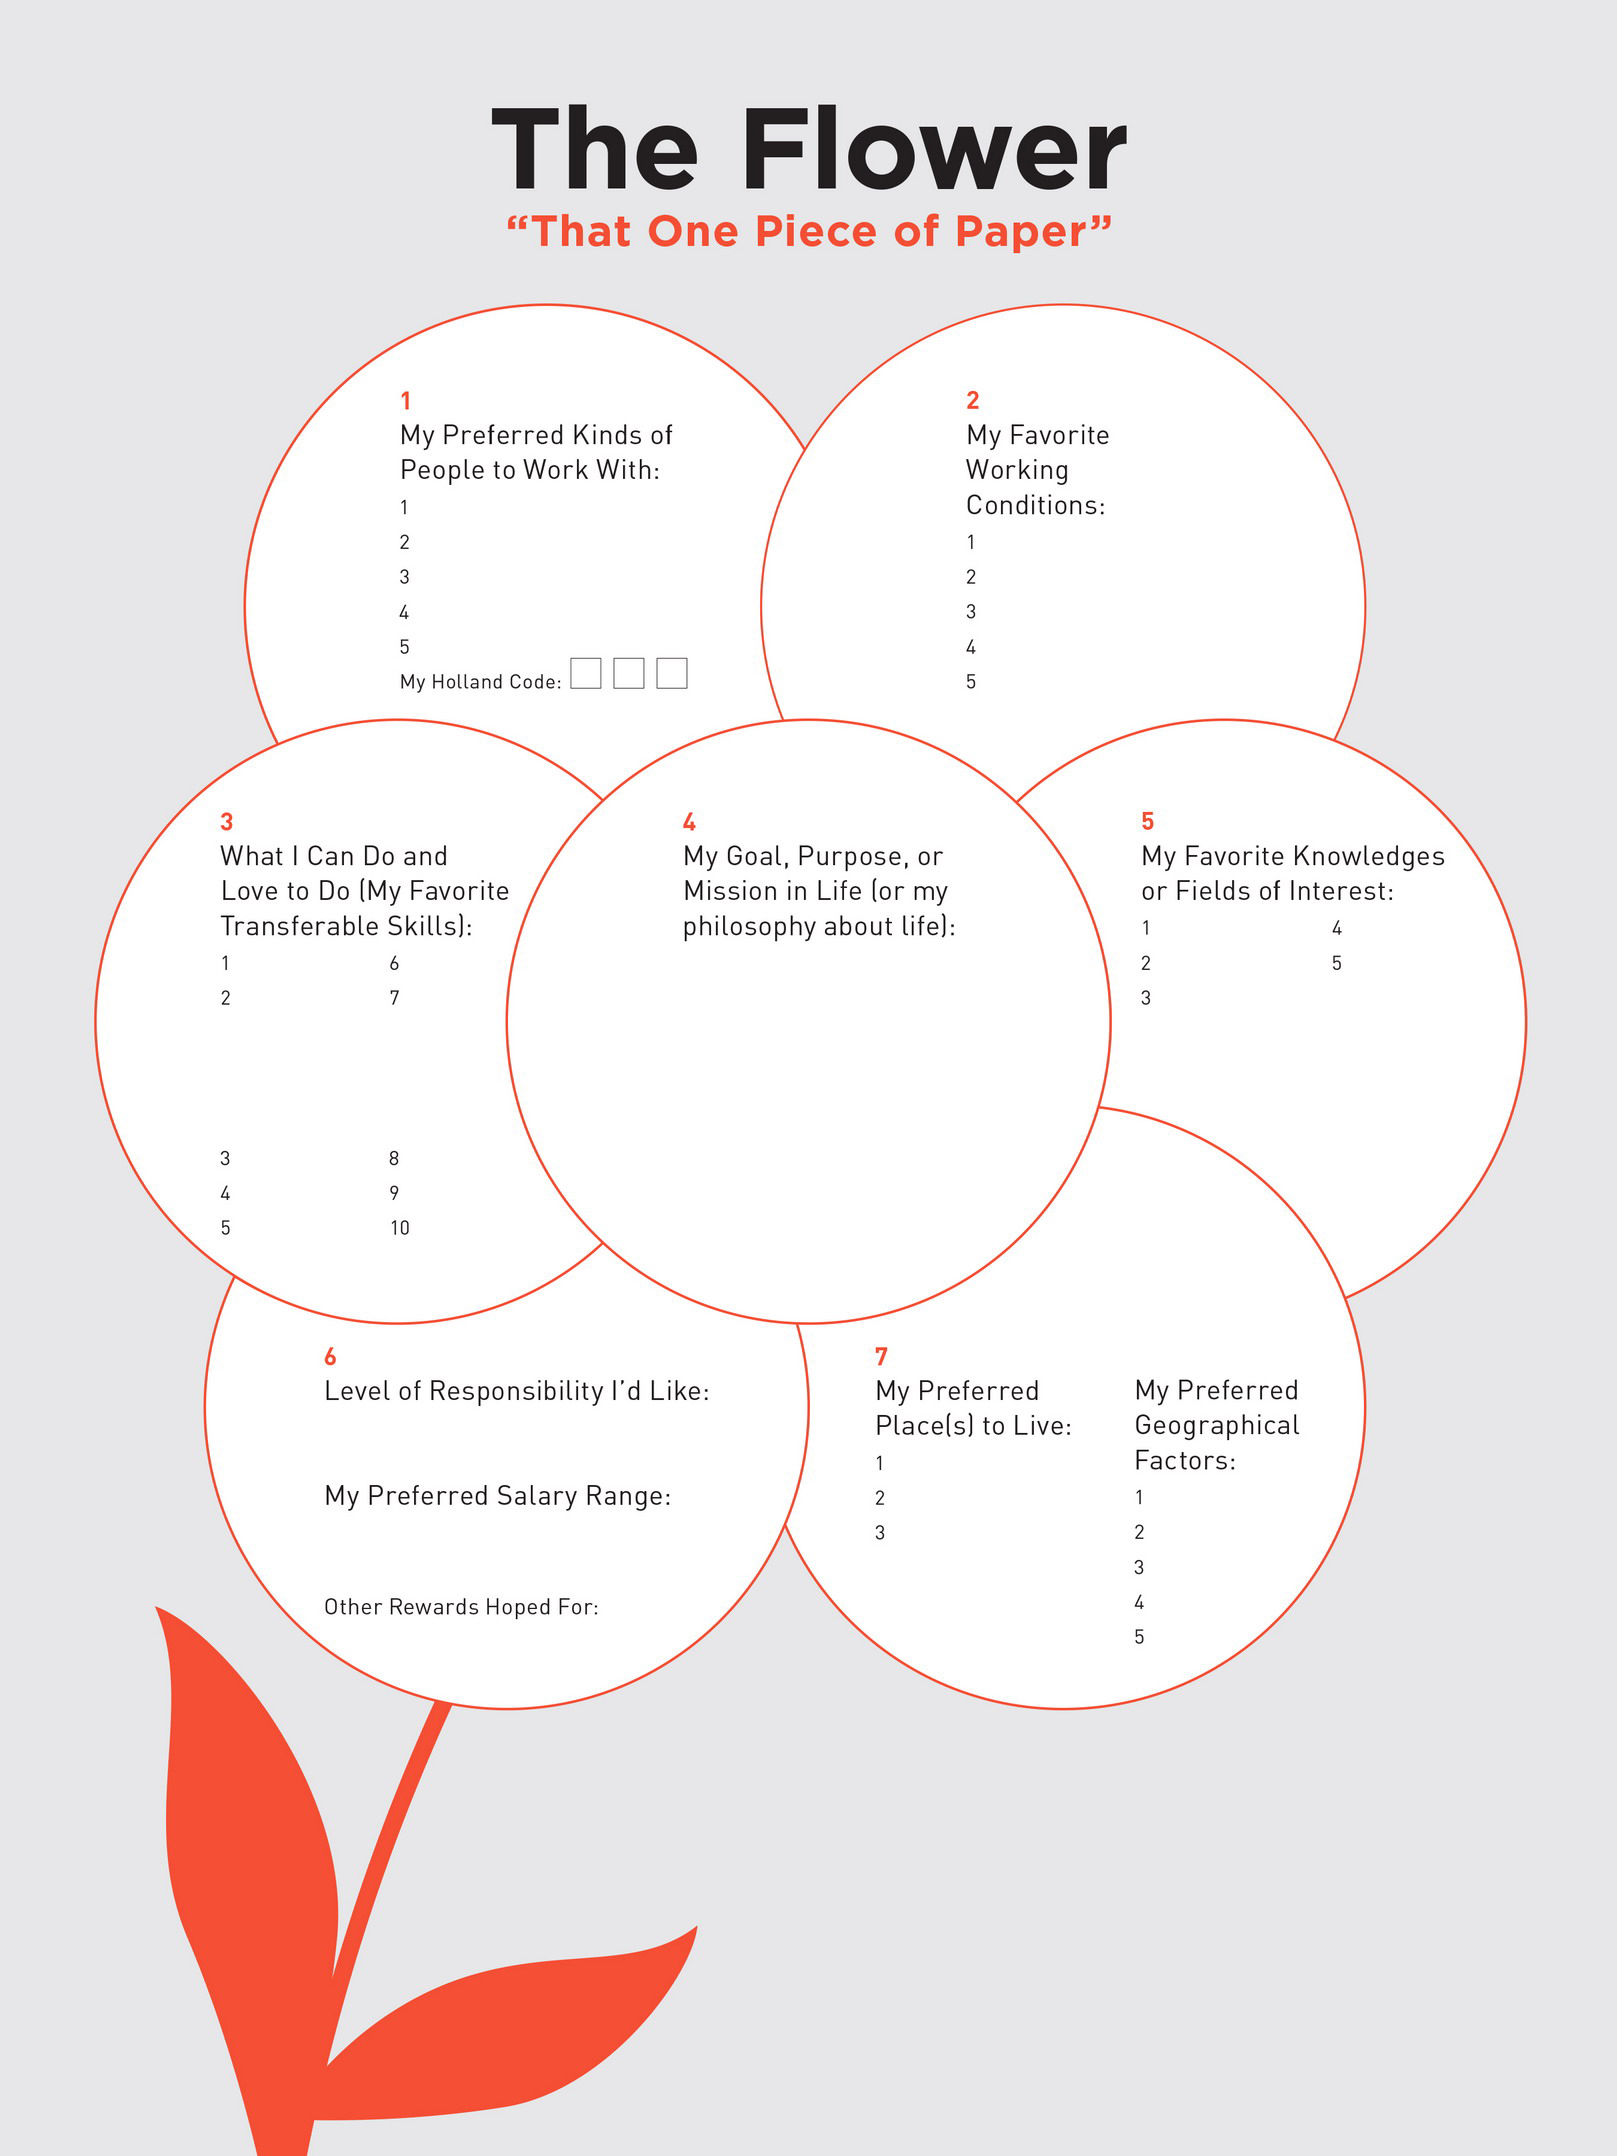 The Flower
“That One Piece of Paper”
1
My Preferred Kinds of
People to Work With:
1
2
3
4
5
My Holland Code:
2
My Favorite
Working
Conditions:
1
2
3
4
5
3
What I Can Do and
Love to Do (My Favorite
Transferable Skills):
1 6
2 7
3 8
4 9
5 10
4
My Goal, Purpose, or
Mission in Life (or my
philosophy about life):
5
My Favorite Knowledges
or Fields of Interest:
1 4
2 5
3
6
Level of Responsibility I’d Like:
My Preferred Salary Range:
Other Rewards Hoped For:
7
My Preferred
Place(s) to Live:
1
2
3
My Preferred
Geographical
Factors:
1
2
3
4
5